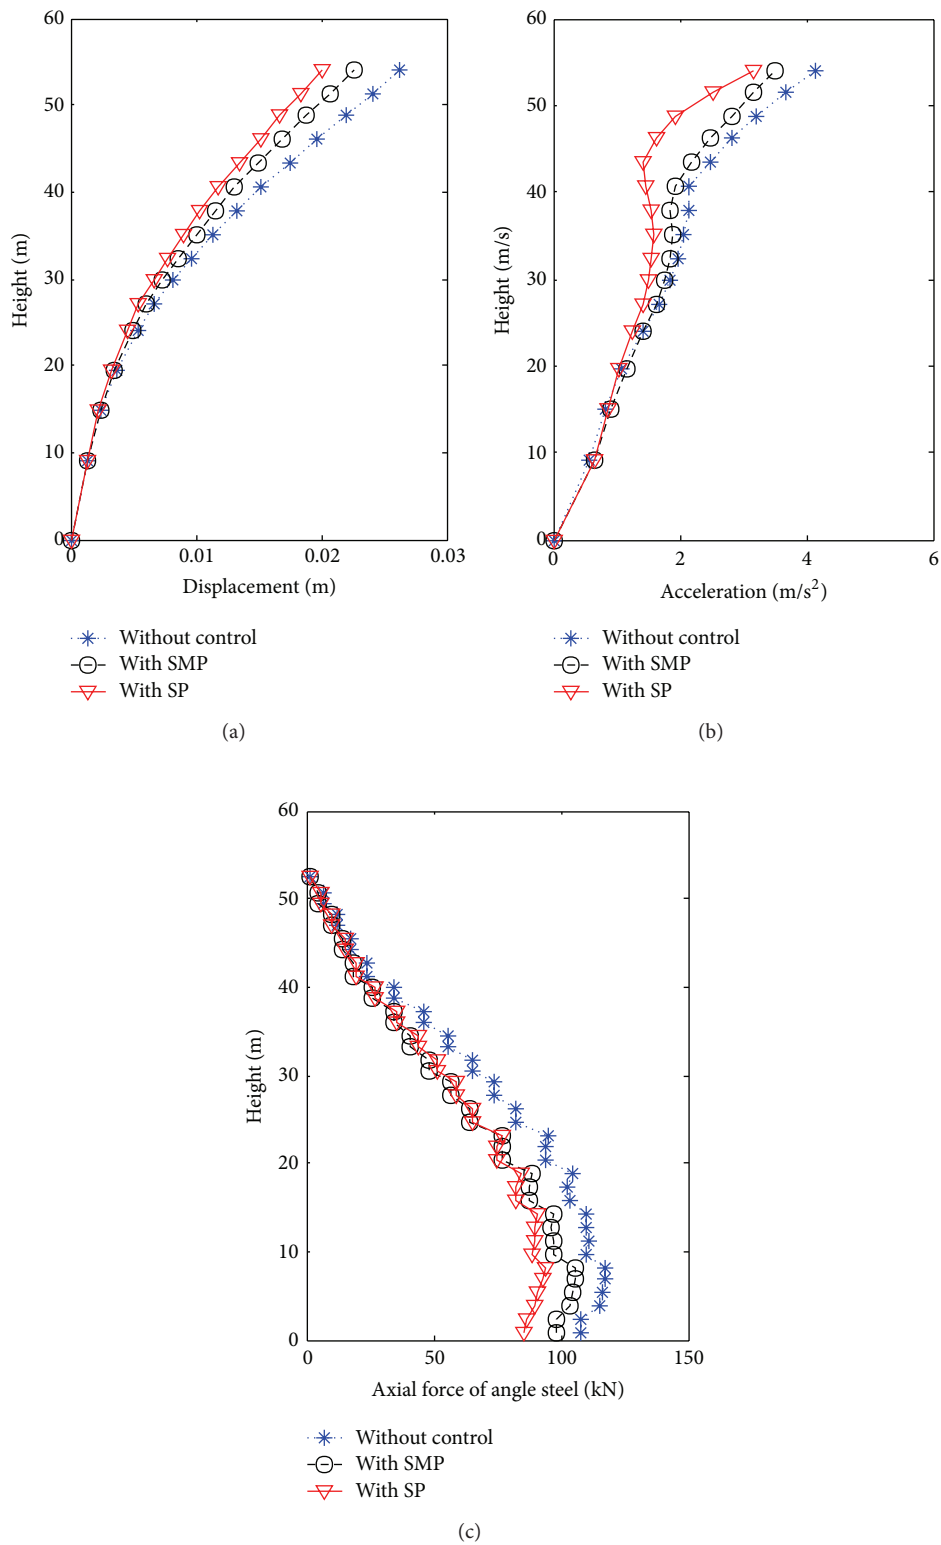 60
50
40
30
20
10
0
Height (m)
0
0.01
0.02
0.03
Displacement (m)
Without control
With SMP
With SP
(a)
60
50
40
30
20
10
0
Height (m/s)
0
2
4
6
Acceleration (m/s²)
Without control
With SMP
With SP
(b)
60
50
40
30
20
10
0
Height (m)
0
50
100
150
Axial force of angle steel (kN)
Without control
With SMP
With SP
(c)